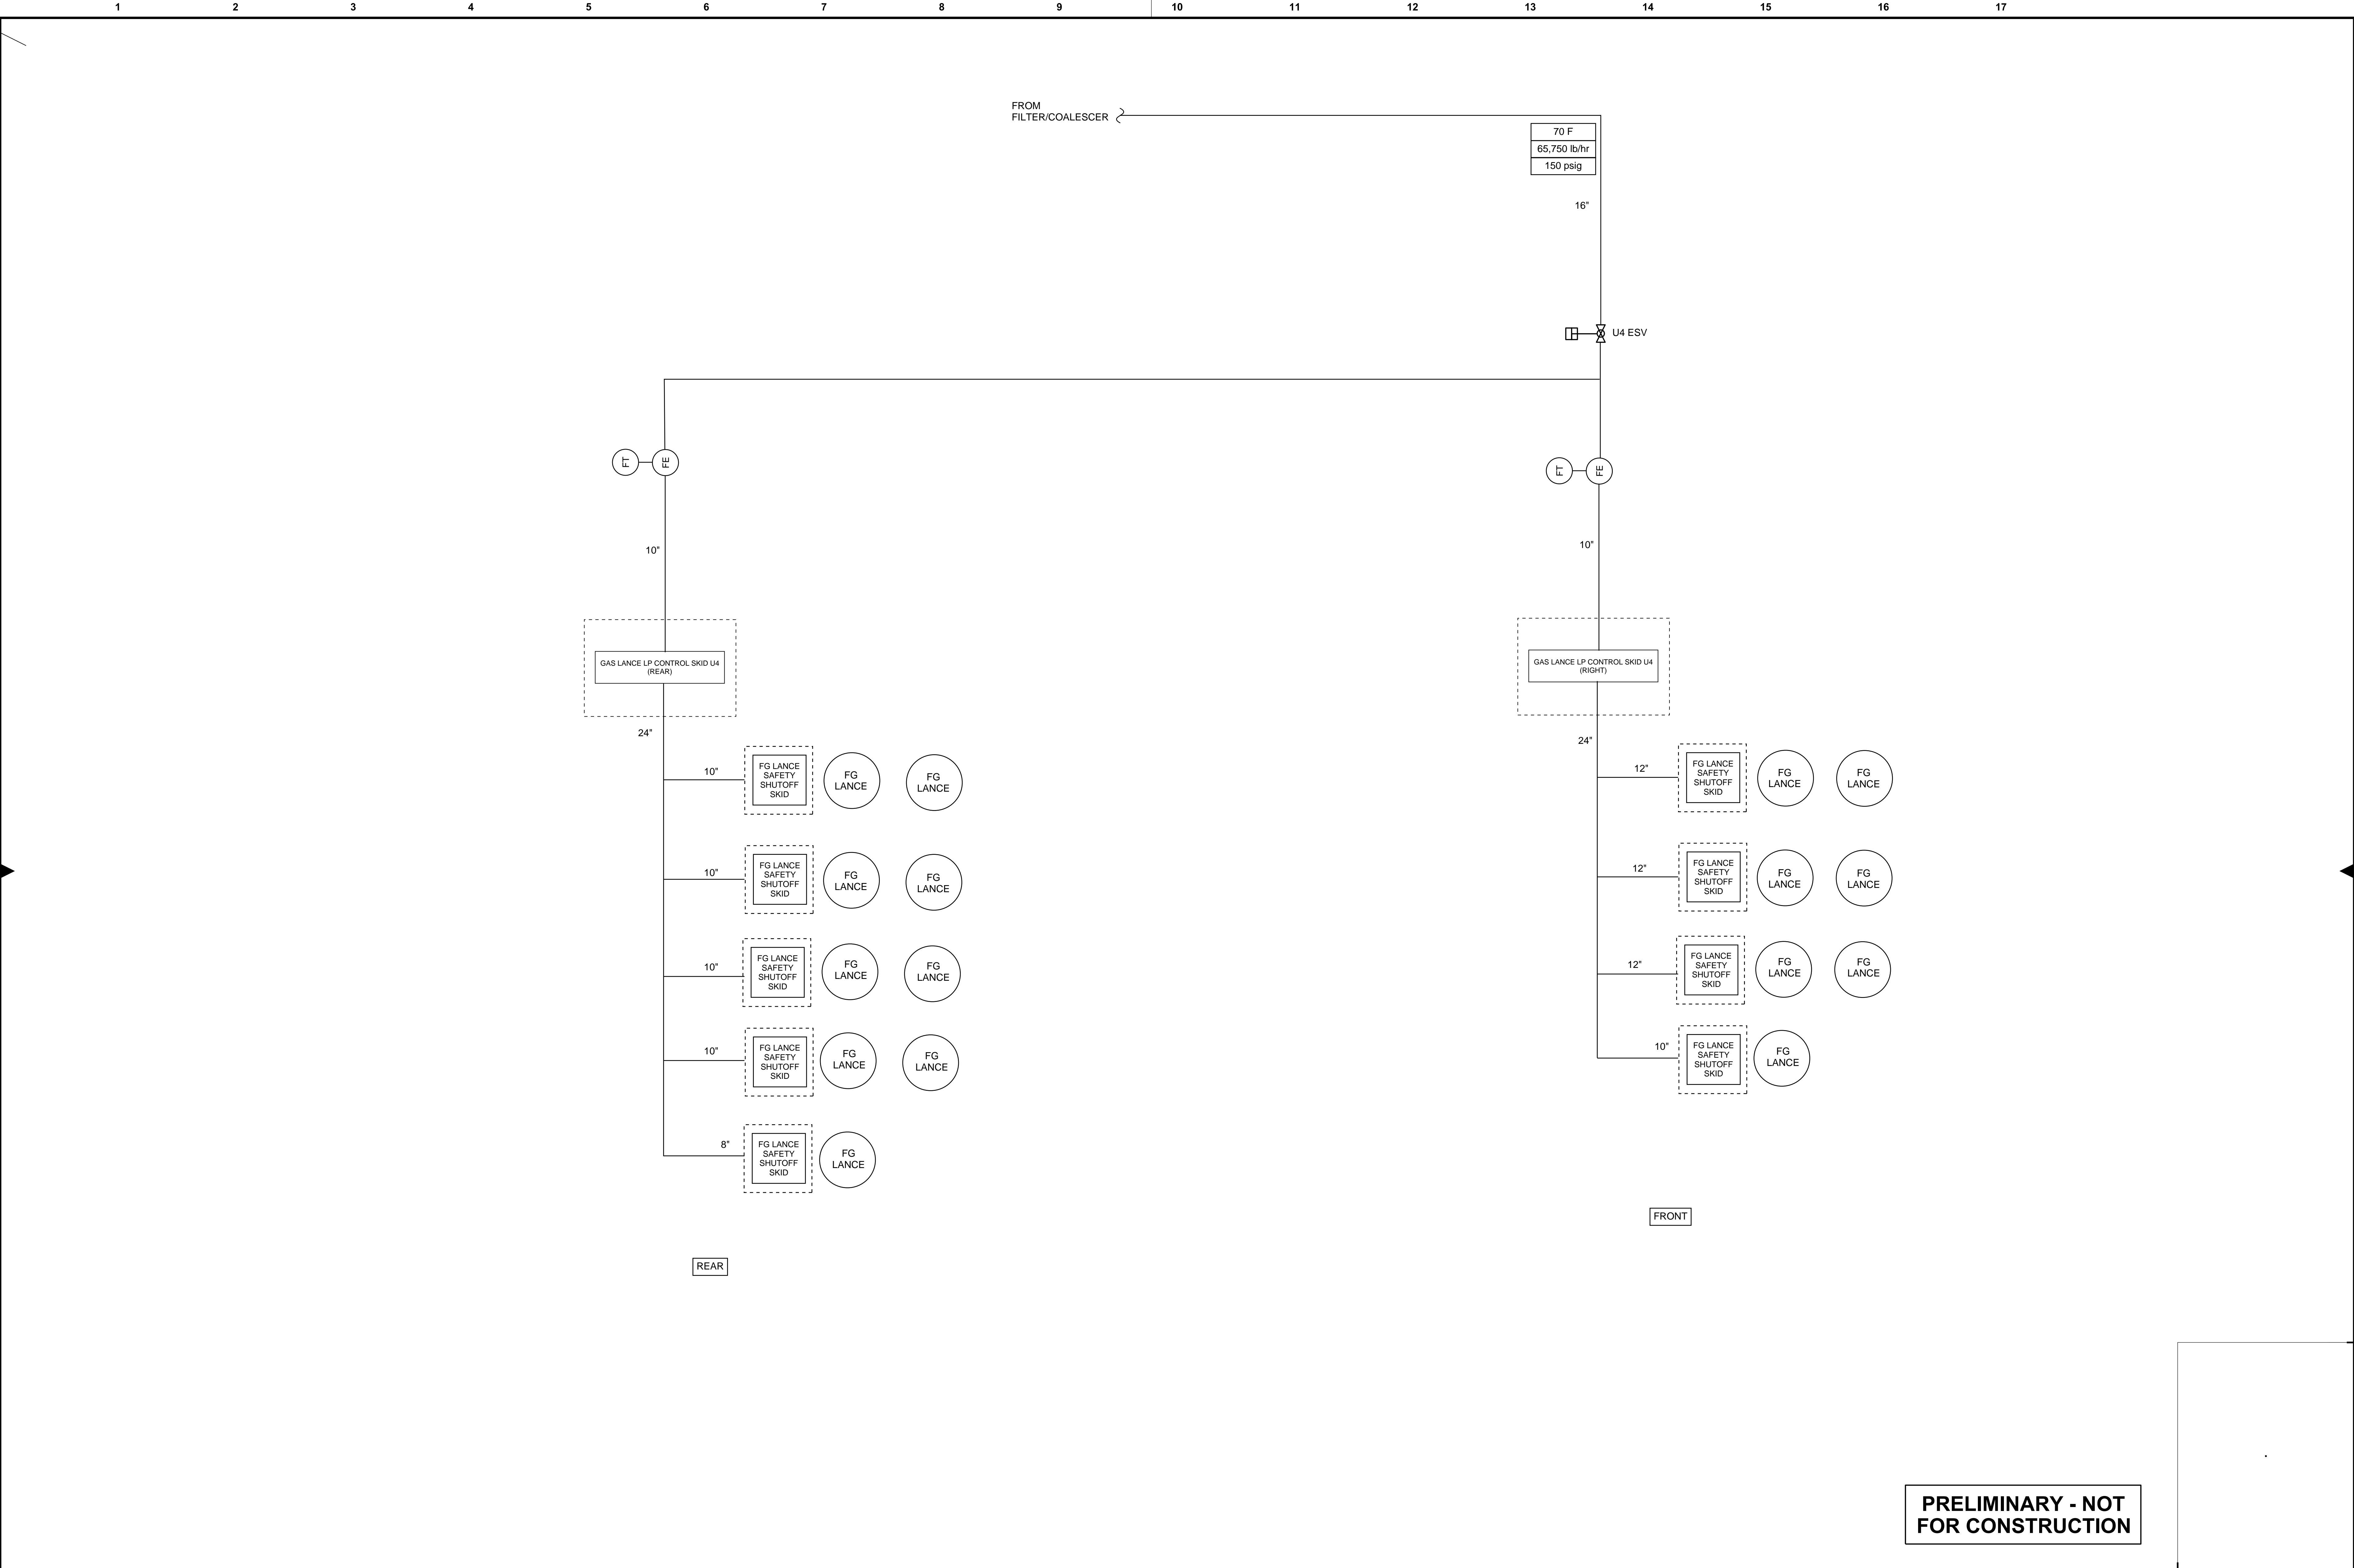 1 2 3 4 5 6 7 8 9 10 11 12 13 14 15 16 17
FROM
FILTER/COALESCER
70 F
65,750 lb/hr
150 psig
16"
U4 ESV
FT FE
FT FE
10"
10"
GAS LANCE LP CONTROL SKID U4
(REAR)
GAS LANCE LP CONTROL SKID U4
(RIGHT)
24"
10"
FG LANCE
SAFETY
SHUTOFF
SKID
FG
LANCE
FG
LANCE
10"
FG LANCE
SAFETY
SHUTOFF
SKID
FG
LANCE
FG
LANCE
10"
FG LANCE
SAFETY
SHUTOFF
SKID
FG
LANCE
FG
LANCE
10"
FG LANCE
SAFETY
SHUTOFF
SKID
FG
LANCE
FG
LANCE
8"
FG LANCE
SAFETY
SHUTOFF
SKID
FG
LANCE
REAR
24"
12"
FG LANCE
SAFETY
SHUTOFF
SKID
FG
LANCE
FG
LANCE
12"
FG LANCE
SAFETY
SHUTOFF
SKID
FG
LANCE
FG
LANCE
12"
FG LANCE
SAFETY
SHUTOFF
SKID
FG
LANCE
FG
LANCE
10"
FG LANCE
SAFETY
SHUTOFF
SKID
FG
LANCE
FRONT
PRELIMINARY - NOT
FOR CONSTRUCTION